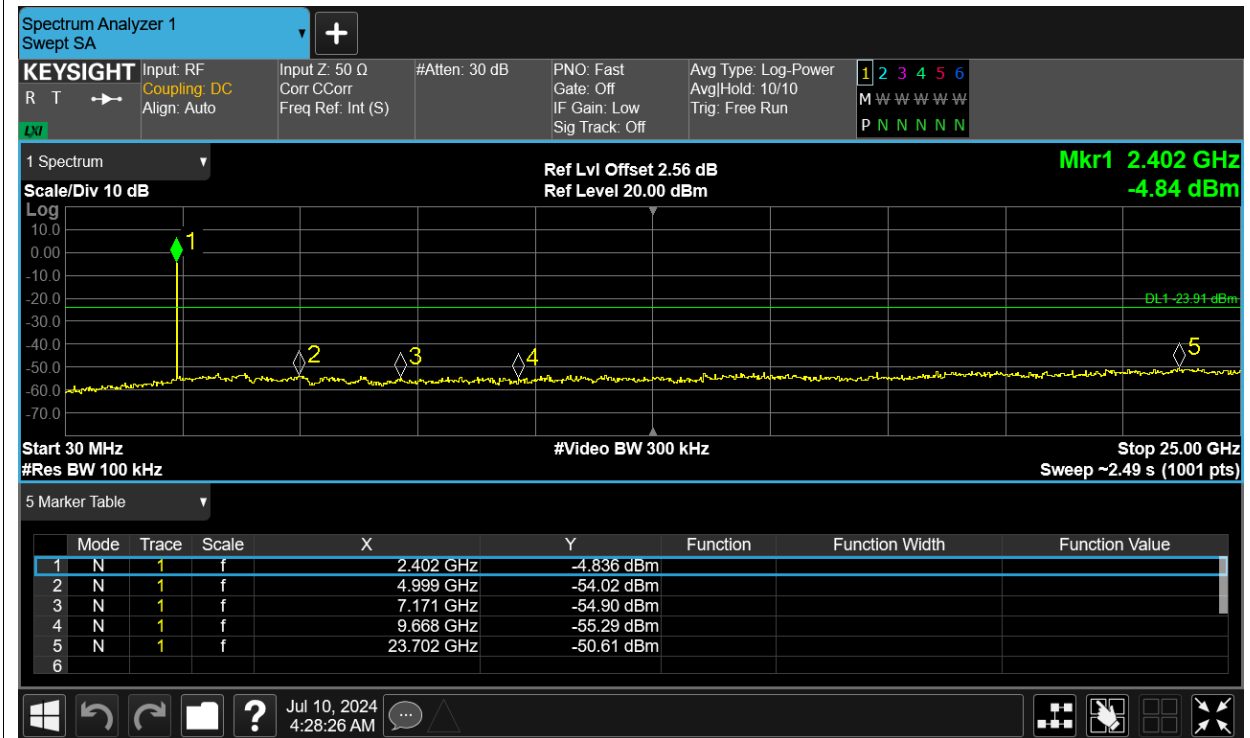 Spectrum Analyzer 1
Swept SA
+
KEYSIGHT
R T
LXI
Input: RF
Coupling: DC
Align: Auto
Input Z: 50 Ω
Corr CCorr
Freq Ref: Int (S)
#Atten: 30 dB
PNO: Fast
Gate: Off
IF Gain: Low
Sig Track: Off
Avg Type: Log-Power
Avg|Hold: 10/10
Trig: Free Run
1 2 3 4 5 6
M W W W W W
P N N N N N
1 Spectrum
Scale/Div 10 dB
Ref Lvl Offset 2.56 dB
Ref Level 20.00 dBm
Mkr1 2.402 GHz
-4.84 dBm
Log
10.0
0.00
-10.0
-20.0
-30.0
-40.0
-50.0
-60.0
-70.0
1
2
3
4
5
DL1 -23.91 dBm
Start 30 MHz
#Video BW 300 kHz
Stop 25.00 GHz
#Res BW 100 kHz
Sweep ~2.49 s (1001 pts)
5 Marker Table
Mode Trace Scale X Y Function Function Width Function Value
1 N 1 f 2.402 GHz -4.836 dBm
2 N 1 f 4.999 GHz -54.02 dBm
3 N 1 f 7.171 GHz -54.90 dBm
4 N 1 f 9.668 GHz -55.29 dBm
5 N 1 f 23.702 GHz -50.61 dBm
6
?
Jul 10, 2024
4:28:26 AM